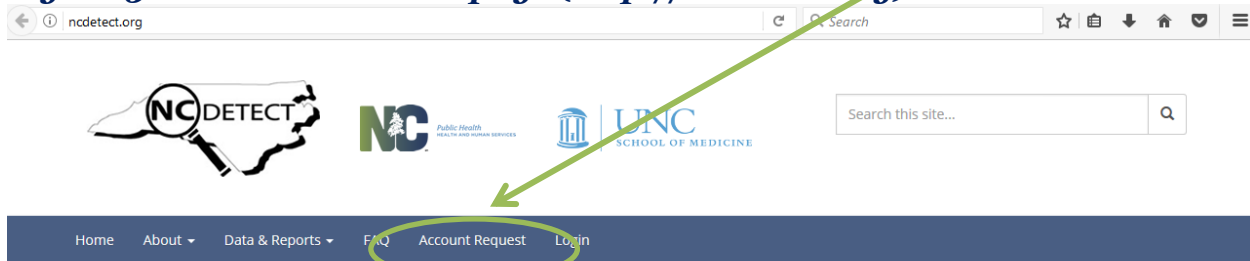 ncdetect.org
Search
NC DETECT
NC Public Health
HEALTH AND HUMAN SERVICES
UNC
SCHOOL OF MEDICINE
Search this site...
Home About Data & Reports FAQ Account Request Login